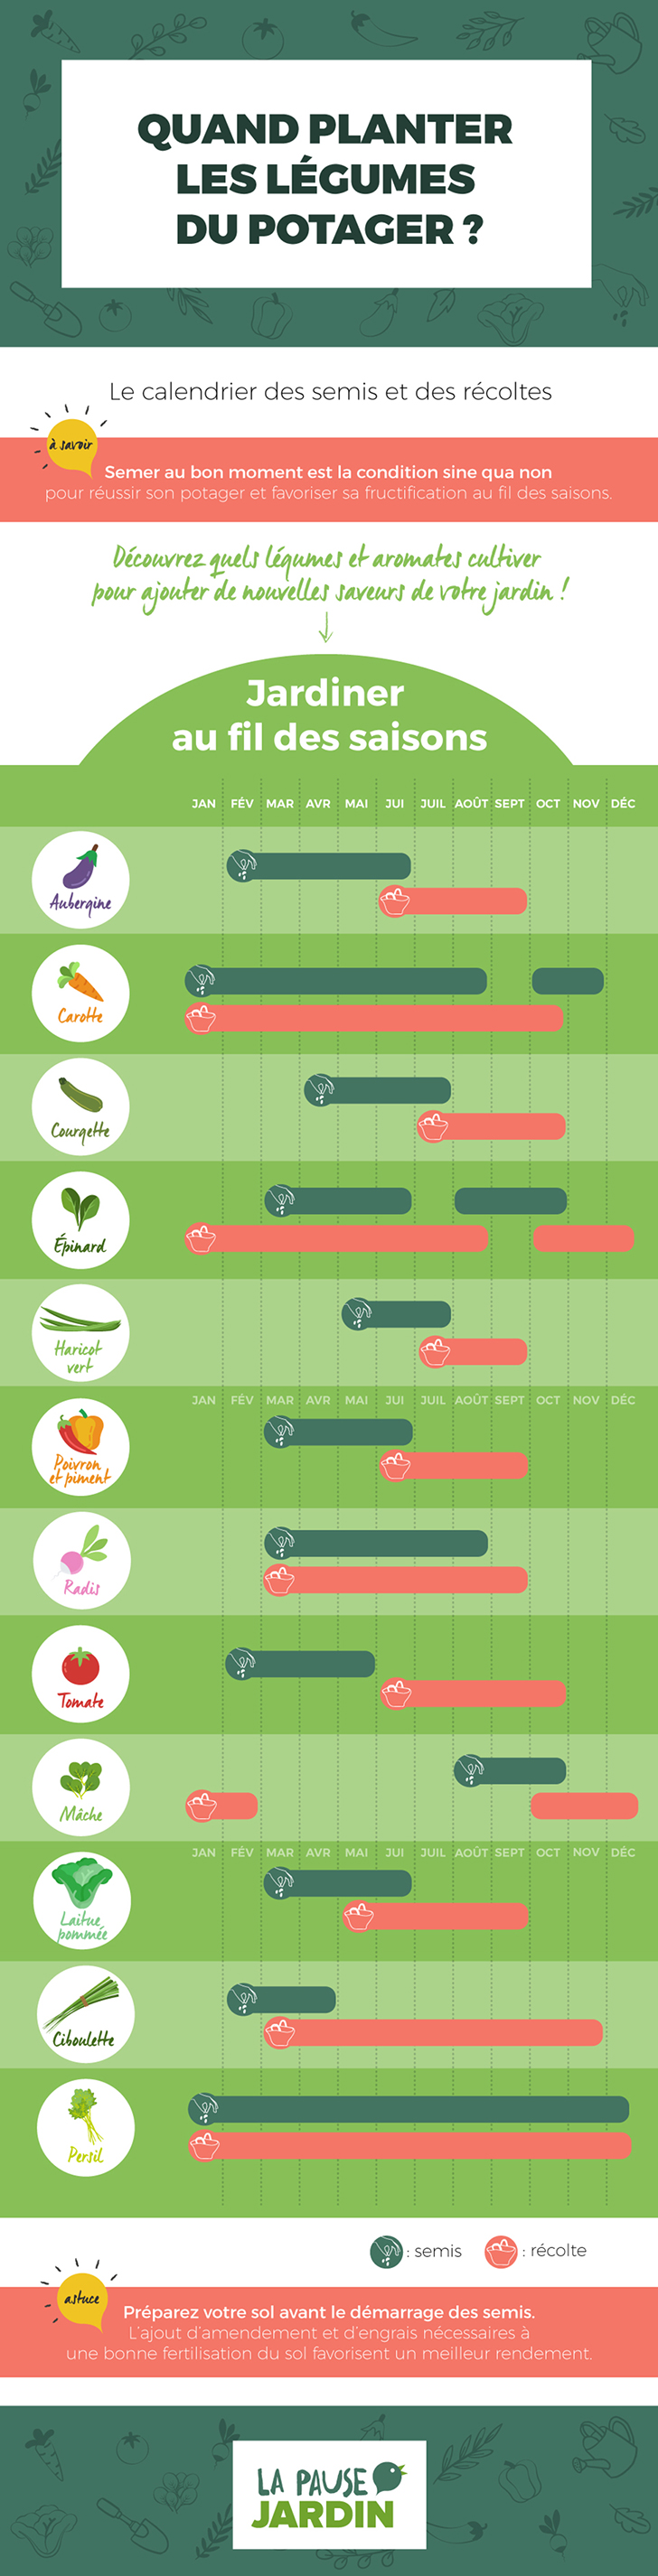 QUAND PLANTER
LES LÉGUMES
DU POTAGER ?
Le calendrier des semis et des récoltes
à savoir
Semer au bon moment est la condition sine qua non
pour réussir son potager et favoriser sa fructification au fil des saisons.
Découvrez quels légumes et aromates cultiver
pour ajouter de nouvelles saveurs de votre jardin !
Jardiner
au fil des saisons
JAN FÉV MAR AVR MAI JUI JUIL AOÛT SEPT OCT NOV DÉC
Aubergine
Carotte
Courgette
Épinard
Haricot
vert
JAN FÉV MAR AVR MAI JUI JUIL AOÛT SEPT OCT NOV DÉC
Poivron
et piment
Radis
Tomate
Mâche
JAN FÉV MAR AVR MAI JUI JUIL AOÛT SEPT OCT NOV DÉC
Laitue
pommée
Ciboulette
Persil
: semis : récolte
astuce
Préparez votre sol avant le démarrage des semis.
L'ajout d'amendement et d'engrais nécessaires à
une bonne fertilisation du sol favorisent un meilleur rendement.
LA PAUSE
JARDIN